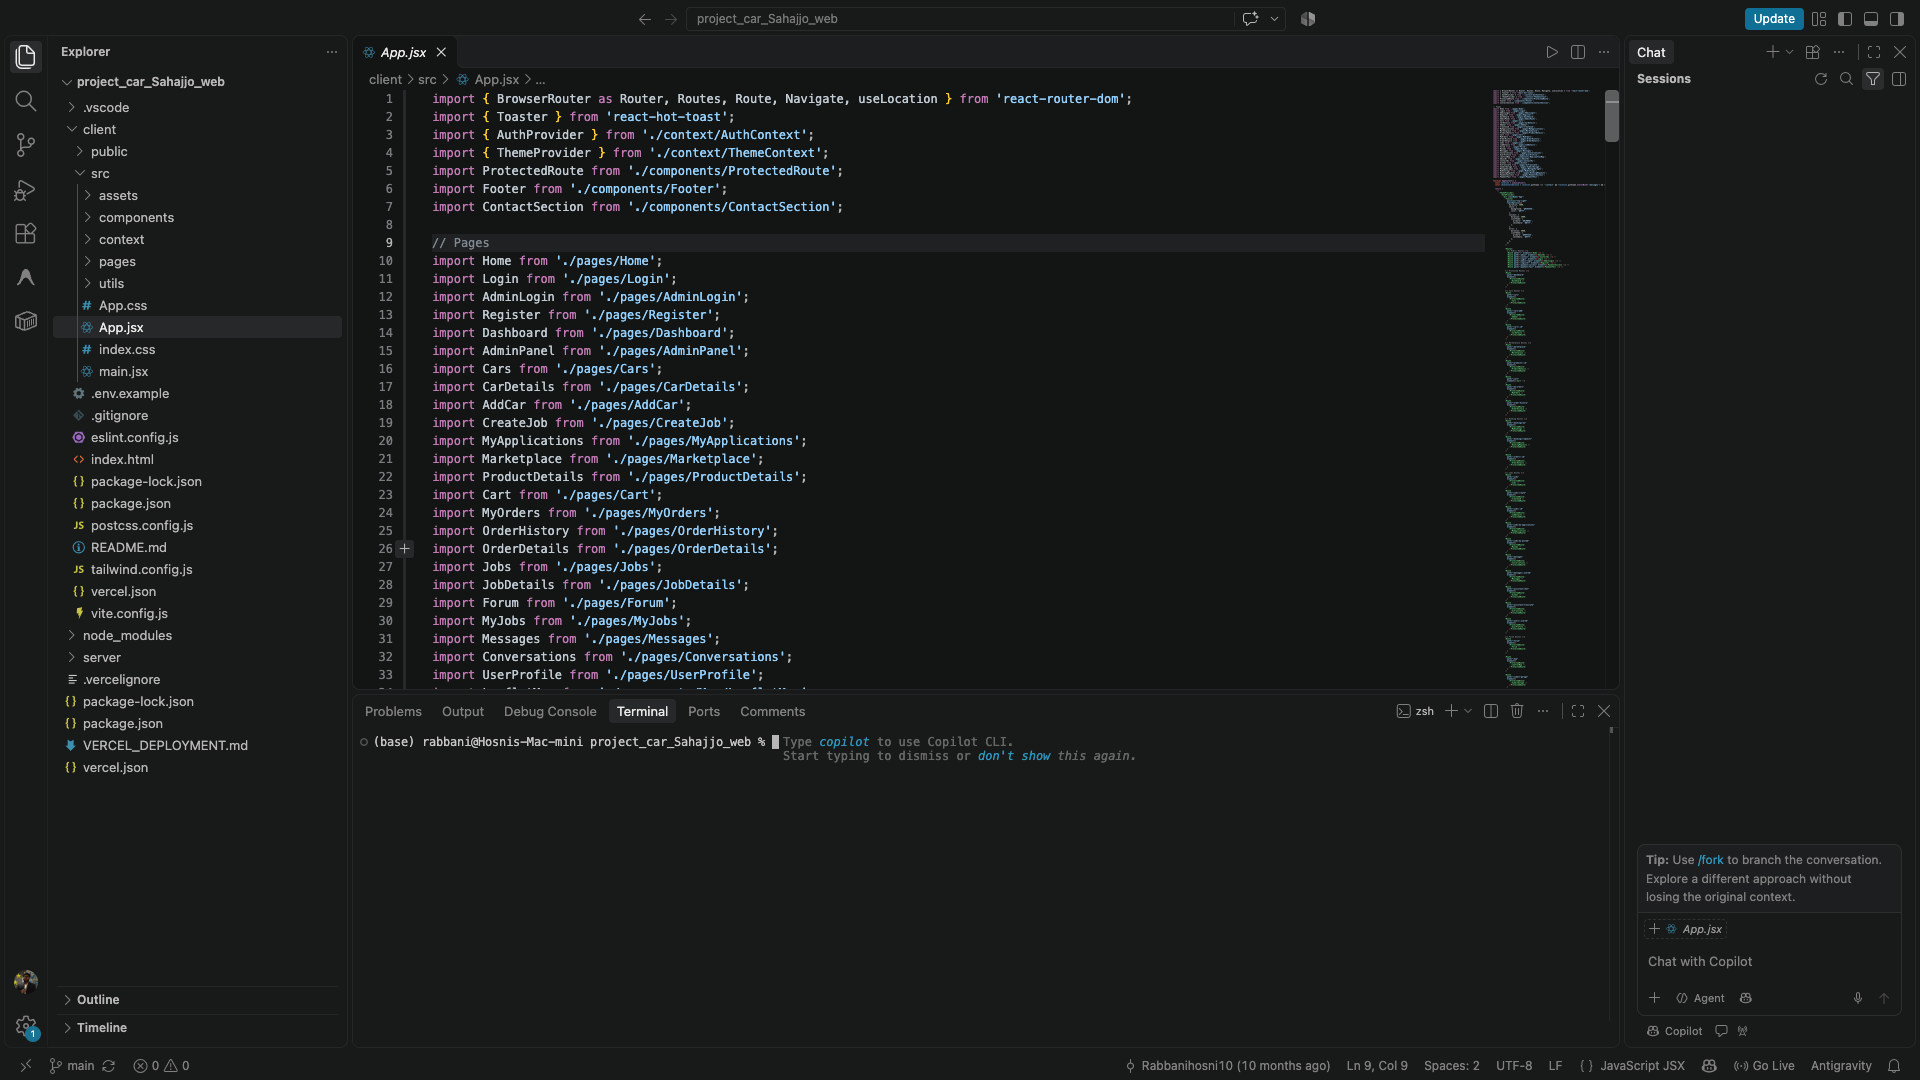 project_car_Sahajjo_web
Update
Explorer
project_car_Sahajjo_web
.vscode
client
public
src
assets
components
context
pages
utils
App.css
App.jsx
index.css
main.jsx
.env.example
.gitignore
eslint.config.js
index.html
package-lock.json
package.json
postcss.config.js
README.md
tailwind.config.js
vercel.json
vite.config.js
node_modules
server
.vercelignore
package-lock.json
package.json
VERCEL_DEPLOYMENT.md
vercel.json
Outline
Timeline
App.jsx
client > src > App.jsx > ...
1 import { BrowserRouter as Router, Routes, Route, Navigate, useLocation } from 'react-router-dom';
2 import { Toaster } from 'react-hot-toast';
3 import { AuthProvider } from './context/AuthContext';
4 import { ThemeProvider } from './context/ThemeContext';
5 import ProtectedRoute from './components/ProtectedRoute';
6 import Footer from './components/Footer';
7 import ContactSection from './components/ContactSection';
8
9 // Pages
10 import Home from './pages/Home';
11 import Login from './pages/Login';
12 import AdminLogin from './pages/AdminLogin';
13 import Register from './pages/Register';
14 import Dashboard from './pages/Dashboard';
15 import AdminPanel from './pages/AdminPanel';
16 import Cars from './pages/Cars';
17 import CarDetails from './pages/CarDetails';
18 import AddCar from './pages/AddCar';
19 import CreateJob from './pages/CreateJob';
20 import MyApplications from './pages/MyApplications';
21 import Marketplace from './pages/Marketplace';
22 import ProductDetails from './pages/ProductDetails';
23 import Cart from './pages/Cart';
24 import MyOrders from './pages/MyOrders';
25 import OrderHistory from './pages/OrderHistory';
26 import OrderDetails from './pages/OrderDetails';
27 import Jobs from './pages/Jobs';
28 import JobDetails from './pages/JobDetails';
29 import Forum from './pages/Forum';
30 import MyJobs from './pages/MyJobs';
31 import Messages from './pages/Messages';
32 import Conversations from './pages/Conversations';
33 import UserProfile from './pages/UserProfile';
Problems Output Debug Console Terminal Ports Comments
zsh
(base) rabbani@Hosnis-Mac-mini project_car_Sahajjo_web % Type copilot to use Copilot CLI.
Start typing to dismiss or don't show this again.
Chat
Sessions
Tip: Use /fork to branch the conversation.
Explore a different approach without
losing the original context.
App.jsx
Chat with Copilot
Agent
Copilot
1
main 0 0
Rabbanihosni10 (10 months ago) Ln 9, Col 9 Spaces: 2 UTF-8 LF { } JavaScript JSX Go Live Antigravity